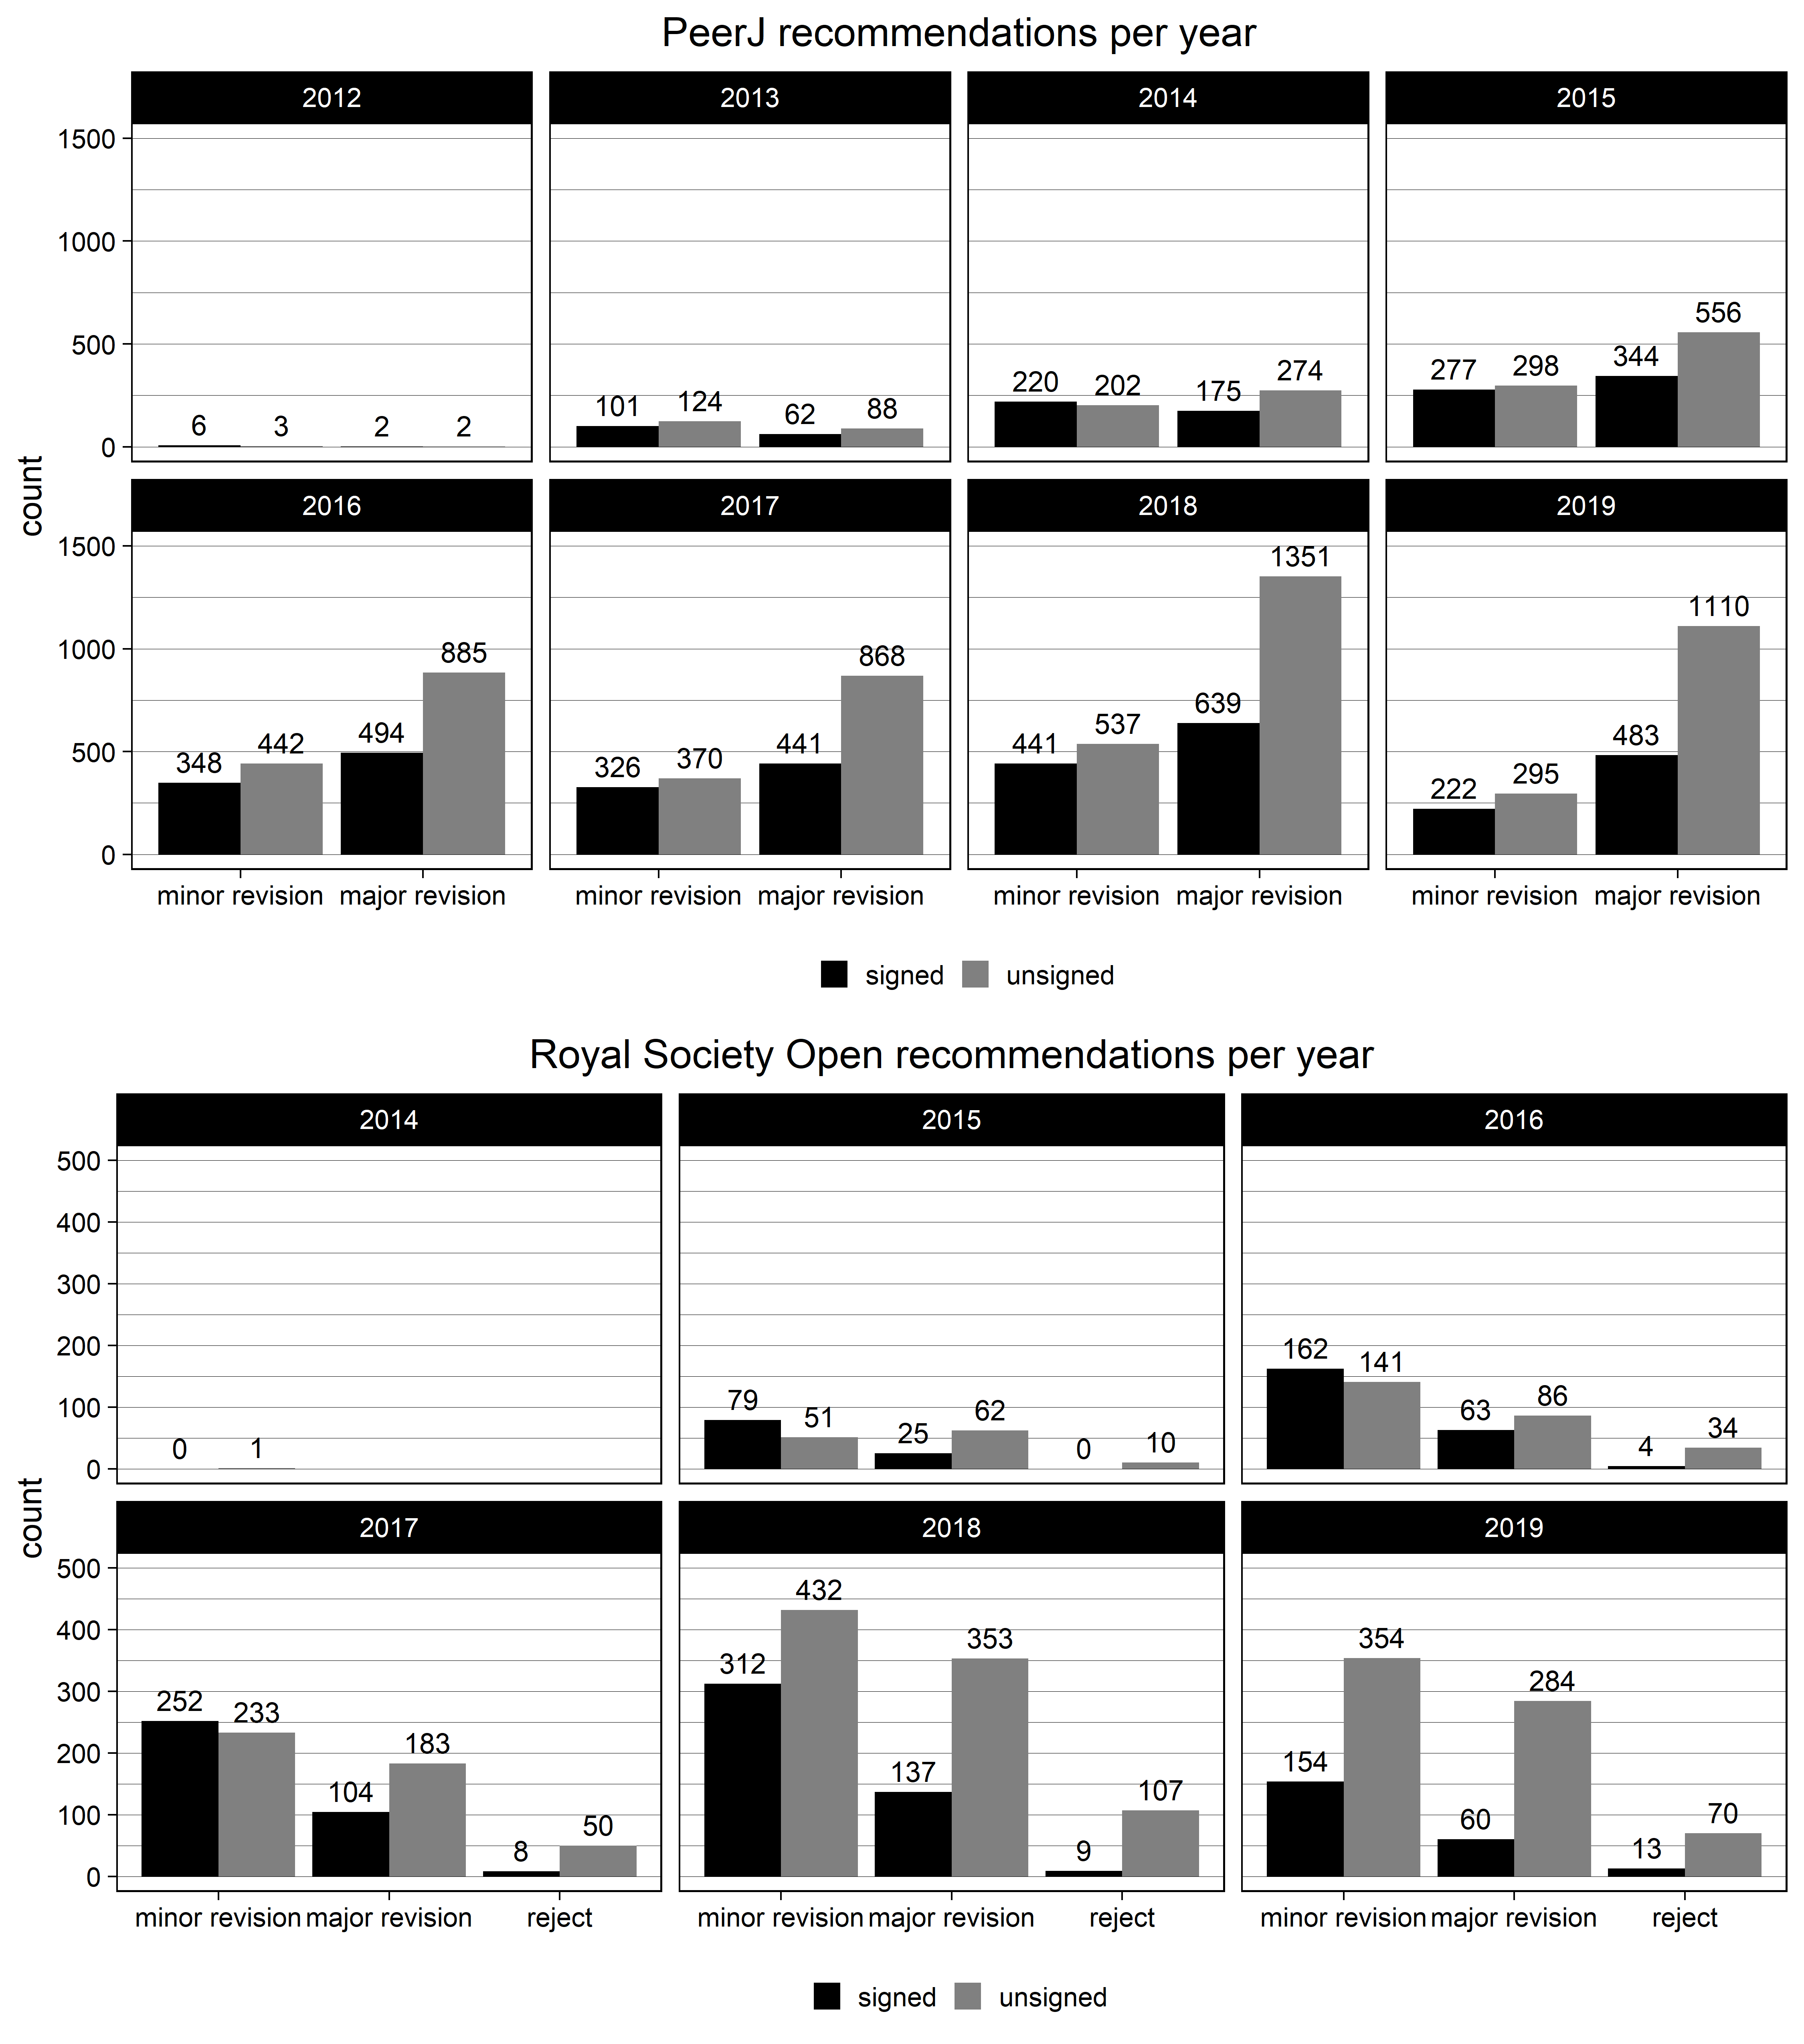 PeerJ recommendations per year
2012 2013 2014 2015
1500
1000
500
0
6 3 2 2
101 124 62 88
220 202 175 274
277 298 344 556
count
2016 2017 2018 2019
1500
1000
500
0
348 442 494 885
326 370 441 868
441 537 639 1351
222 295 483 1110
minor revision major revision minor revision major revision minor revision major revision minor revision major revision
signed unsigned
Royal Society Open recommendations per year
2014 2015 2016
500
400
300
200
100
0
0 1
79 51 25 62 0 10
162 141 63 86 4 34
count
2017 2018 2019
500
400
300
200
100
0
252 233 104 183 8 50
312 432 137 353 9 107
154 354 60 284 13 70
minor revision major revision reject minor revision major revision reject minor revision major revision reject
signed unsigned